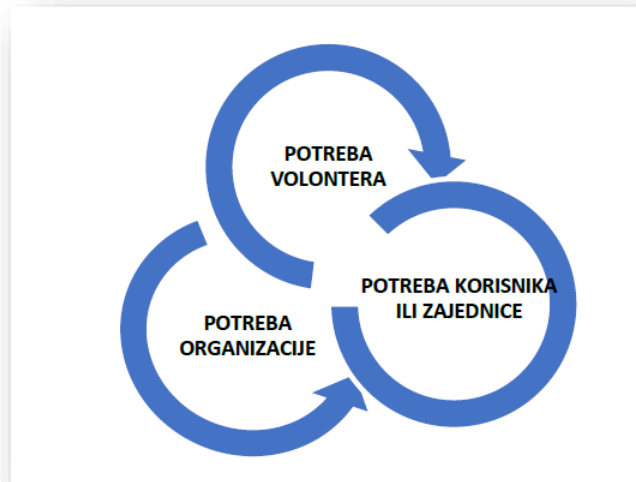 POTREBA
VOLONTERA
POTREBA KORISNIKA
ILI ZAJEDNICE
POTREBA
ORGANIZACIJE